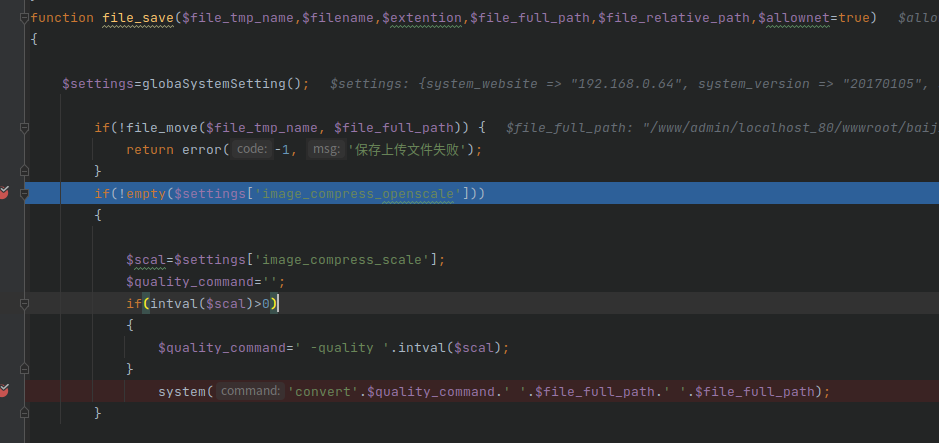 function file_save($file_tmp_name,$filename,$extention,$file_full_path,$file_relative_path,$allownet=true) $allo
{
$settings=globaSystemSetting(); $settings: {system_website => "192.168.0.64", system_version => "20170105",
if(!file_move($file_tmp_name, $file_full_path)) { $file_full_path: "/www/admin/localhost_80/wwwroot/baij
return error( code: -1, msg: '保存上传文件失败');
}
if(!empty($settings['image_compress_openscale']))
{
$scal=$settings['image_compress_scale'];
$quality_command='';
if(intval($scal)>0)
{
$quality_command=' -quality '.intval($scal);
}
system( command: 'convert'.$quality_command.' '.$file_full_path.' '.$file_full_path);
}